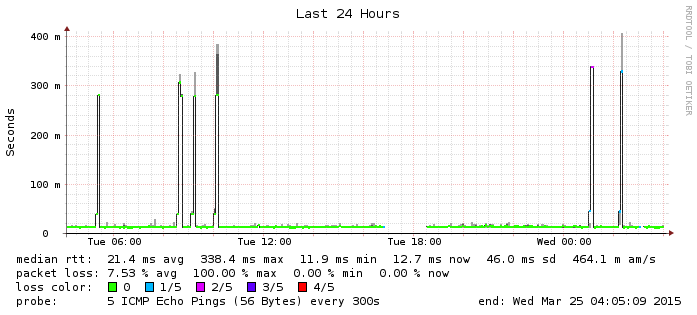 Last 24 Hours
RRDTOOL / TOBI OETIKER
Seconds
400 m
300 m
200 m
100 m
0
Tue 06:00 Tue 12:00 Tue 18:00 Wed 00:00
median rtt: 21.4 ms avg 338.4 ms max 11.9 ms min 12.7 ms now 46.0 ms sd 464.1 m am/s
packet loss: 7.53 % avg 100.00 % max 0.00 % min 0.00 % now
loss color: 0 1/5 2/5 3/5 4/5
probe: 5 ICMP Echo Pings (56 Bytes) every 300s end: Wed Mar 25 04:05:09 2015